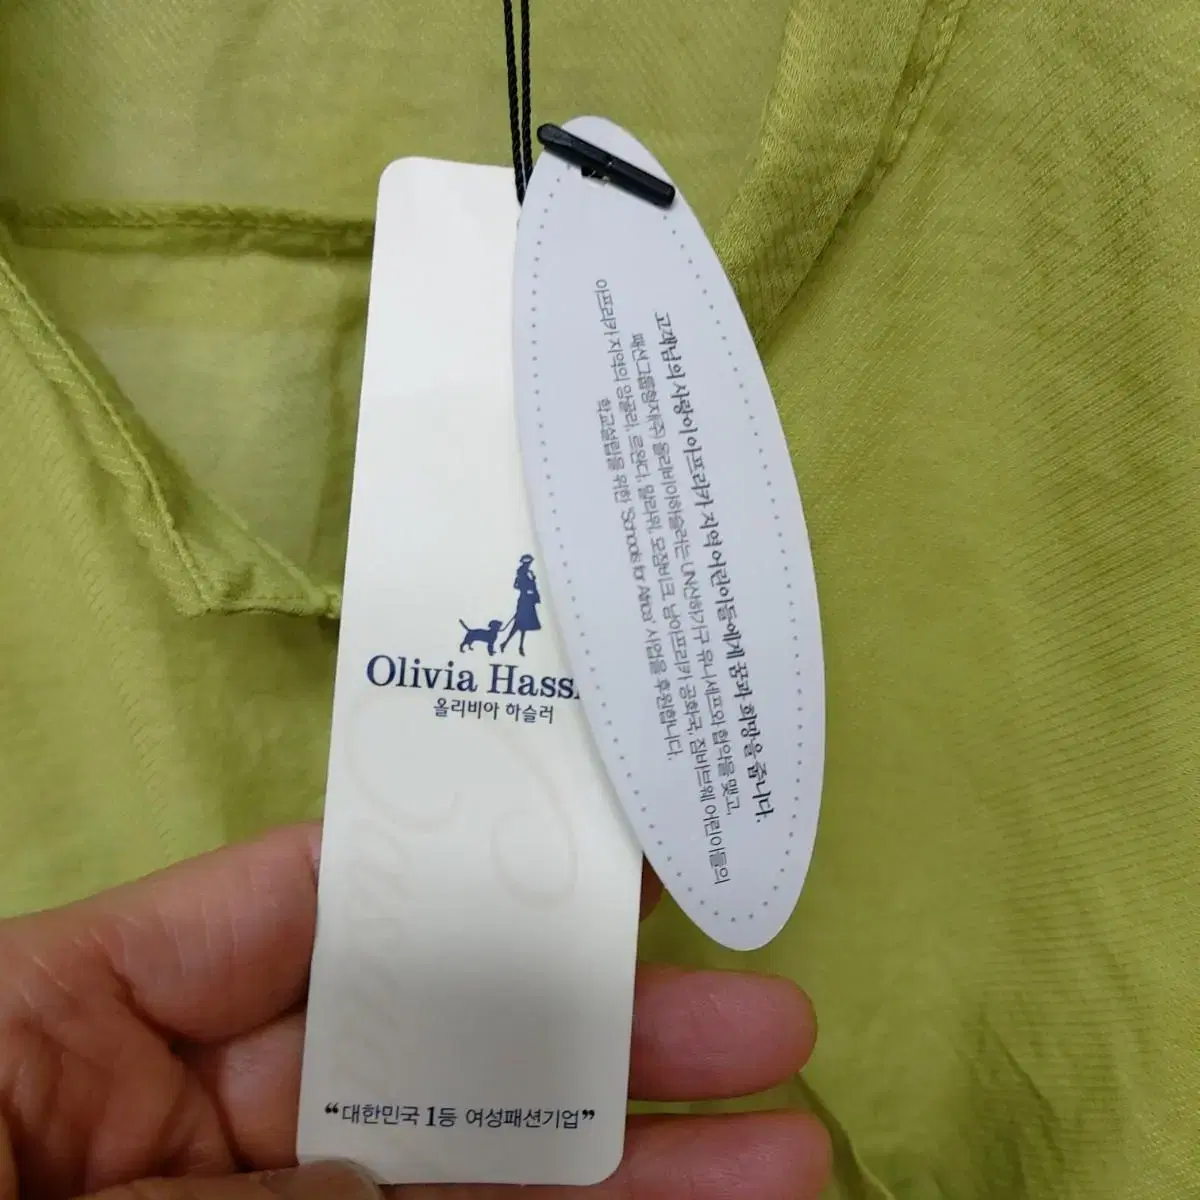 Olivia Hass
올리비아 하슬러
"대한민국 1등 여성패션기업"
고객님의 사랑이 아프리카 지역 어린이들에게 꿈과 희망을 줍니다.
패션그룹형지(주) 올리비아하슬러는 UN산하기구 유니세프와 협약을 맺고,
아프리카 지역의 앙골라, 르완다, 말라위, 모잠비크, 남아프리카 공화국, 짐바브웨 어린이들의
학교설립을 위한 'Schools for Africa' 사업을 후원합니다.